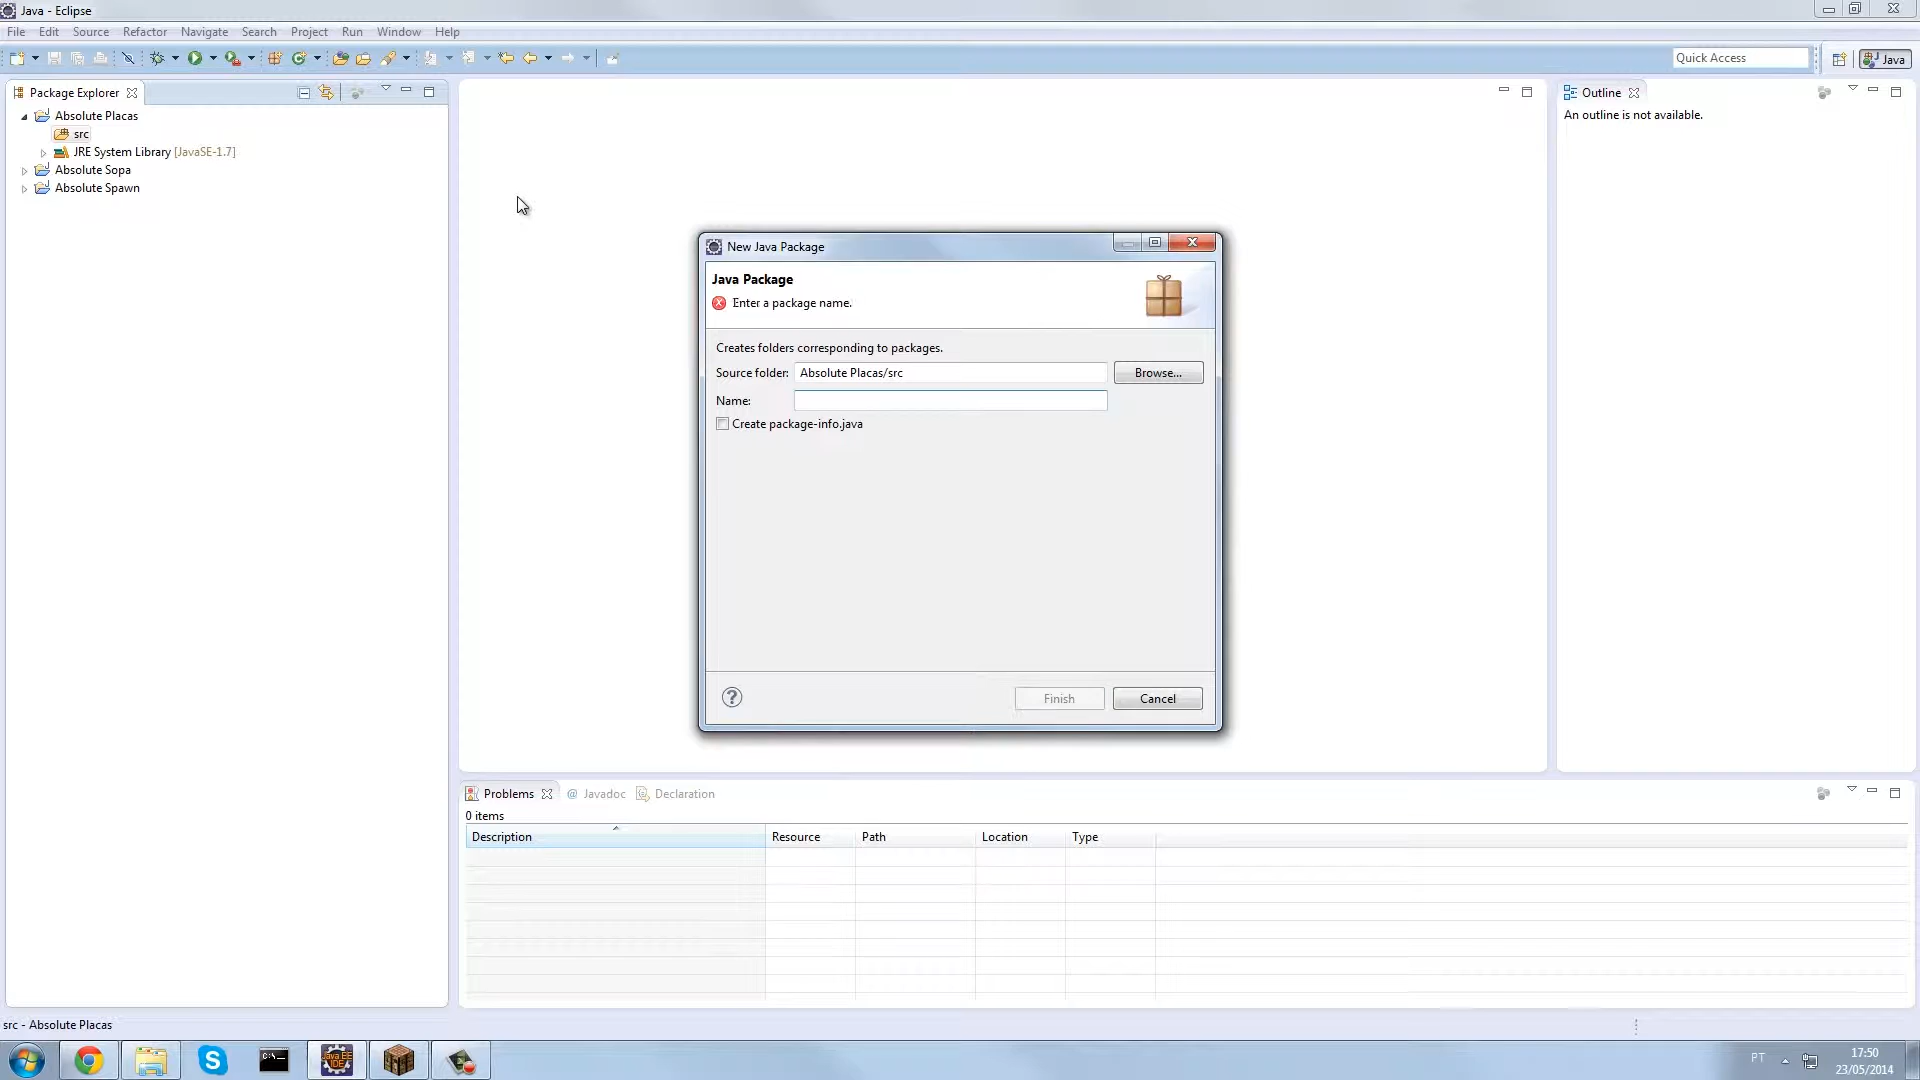 Java - Eclipse
File Edit Source Refactor Navigate Search Project Run Window Help
Quick Access
Java
Package Explorer
Absolute Placas
src
JRE System Library [JavaSE-1.7]
Absolute Sopa
Absolute Spawn
Outline
An outline is not available.
New Java Package
Java Package
Enter a package name.
Creates folders corresponding to packages.
Source folder: Absolute Placas/src Browse...
Name:
Create package-info.java
? Finish Cancel
Problems @ Javadoc Declaration
0 items
Description Resource Path Location Type
src - Absolute Placas
S C:\_ Java EE IDE
PT 17:50
23/05/2014